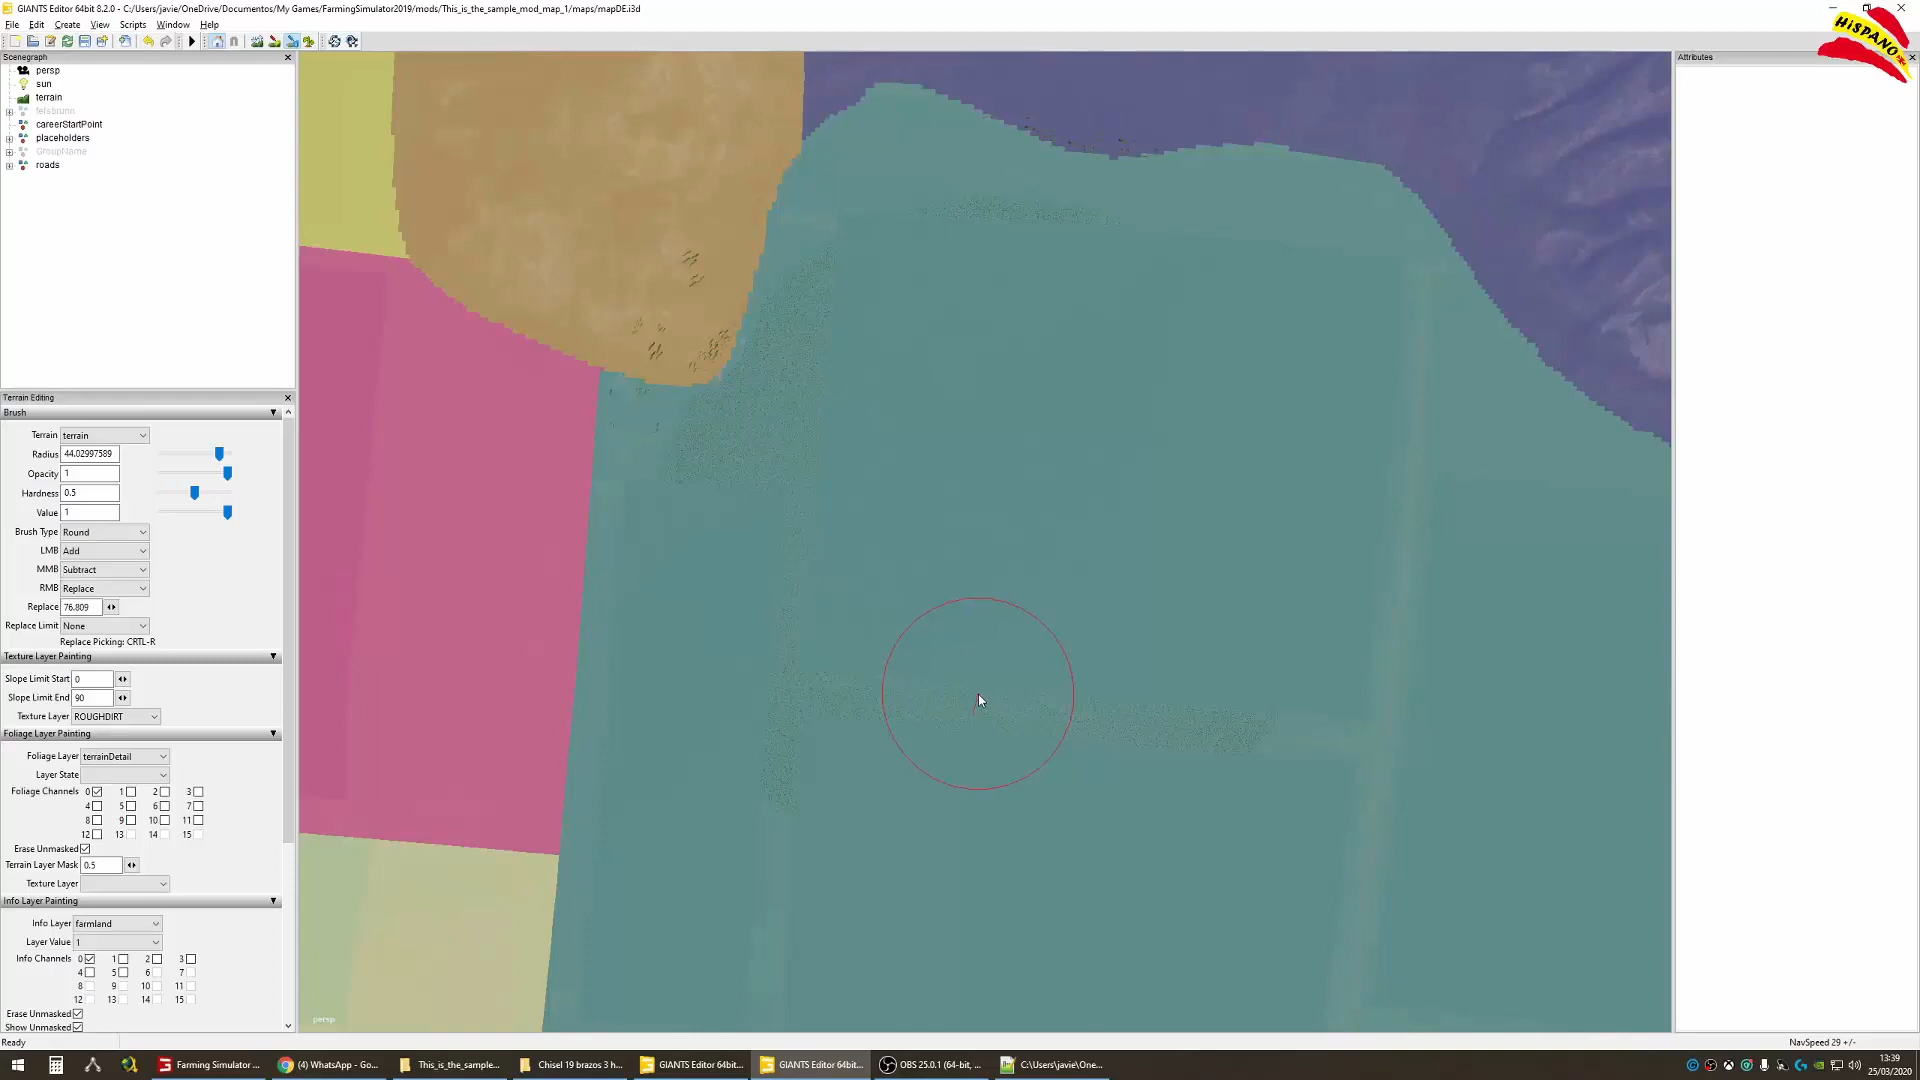 GIANTS Editor 64bit 8.2.0 - C:/Users/javie/OneDrive/Documentos/My Games/FarmingSimulator2019/mods/This_is_the_sample_mod_map_1/maps/mapDE.i3d
File Edit Create View Scripts Window Help
HISPANO
Scenegraph
persp
sun
terrain
felsbrunn
careerStartPoint
placeholders
GroupName
roads
Terrain Editing
Brush
Terrain terrain
Radius 44.02997589
Opacity 1
Hardness 0.5
Value 1
Brush Type Round
LMB Add
MMB Subtract
RMB Replace
Replace 76.809
Replace Limit None
Replace Picking: CRTL-R
Texture Layer Painting
Slope Limit Start 0
Slope Limit End 90
Texture Layer ROUGHDIRT
Foliage Layer Painting
Foliage Layer terrainDetail
Layer State
Foliage Channels 0 1 2 3
4 5 6 7
8 9 10 11
12 13 14 15
Erase Unmasked
Terrain Layer Mask 0.5
Texture Layer
Info Layer Painting
Info Layer farmland
Layer Value 1
Info Channels 0 1 2 3
4 5 6 7
8 9 10 11
12 13 14 15
Erase Unmasked
Show Unmasked
persp
Attributes
Ready
NavSpeed 29 +/-
Farming Simulator ...
(4) WhatsApp - Go...
This_is_the_sample...
Chisel 19 brazos 3 h...
GIANTS Editor 64bit...
GIANTS Editor 64bit...
OBS 25.0.1 (64-bit, ...
C:\Users\javie\One...
13:39
25/03/2020